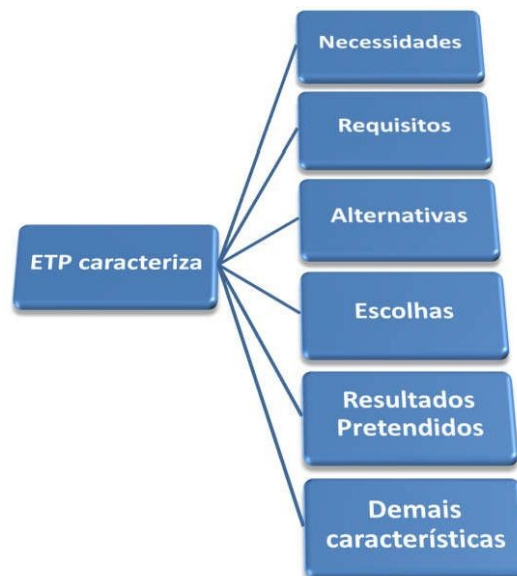 ETP caracteriza
Necessidades
Requisitos
Alternativas
Escolhas
Resultados
Pretendidos
Demais
características